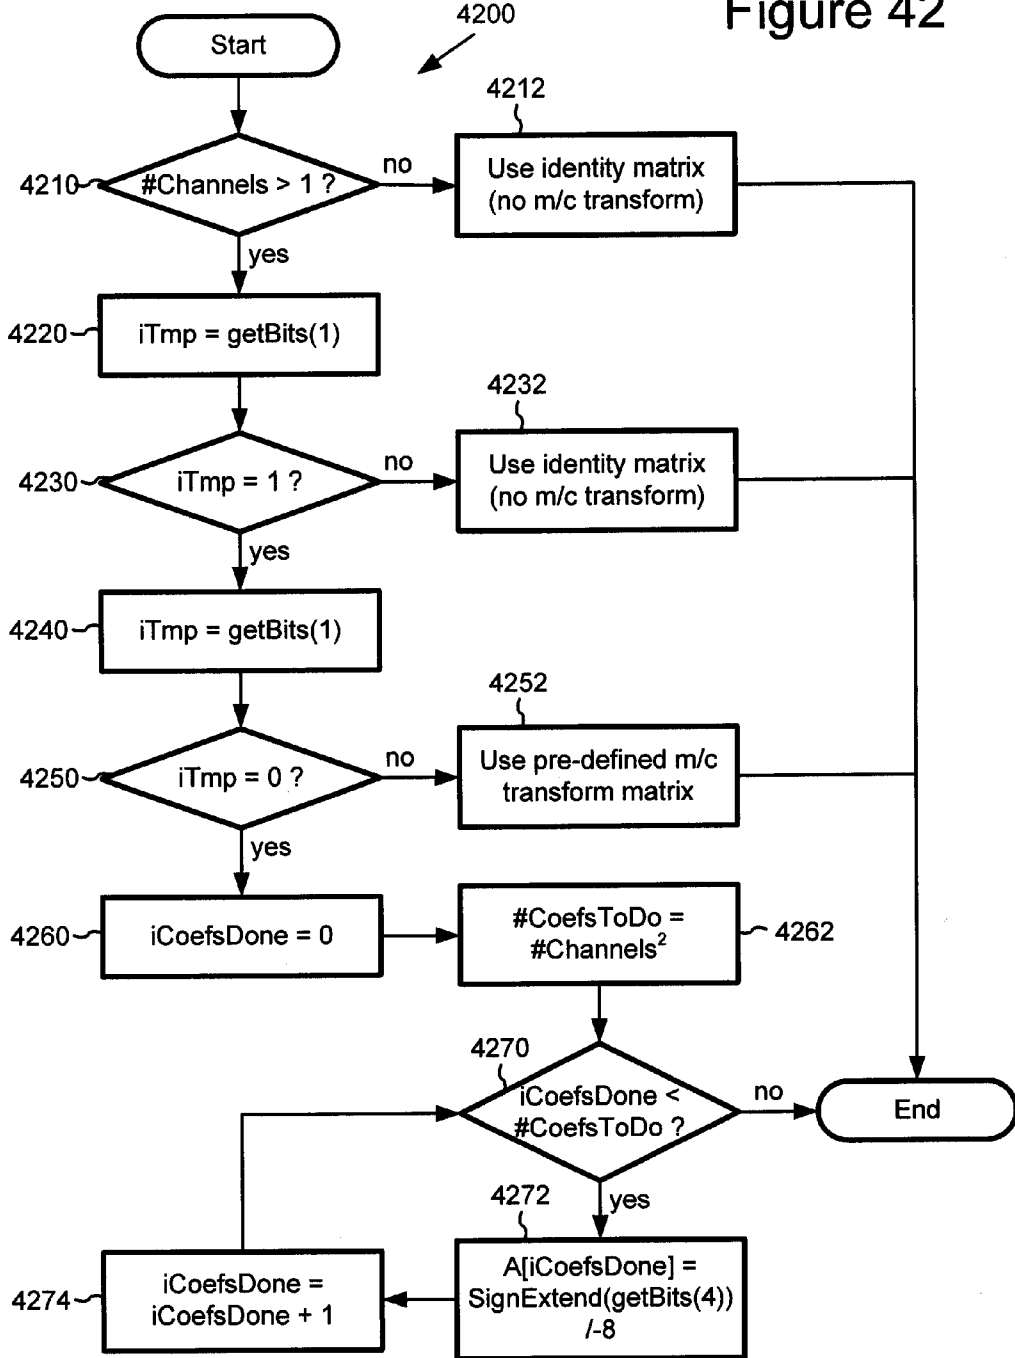 Figure 42
4200
Start
4210
#Channels > 1 ?
no
4212
Use identity matrix
(no m/c transform)
yes
4220
iTmp = getBits(1)
4230
iTmp = 1 ?
no
4232
Use identity matrix
(no m/c transform)
yes
4240
iTmp = getBits(1)
4250
iTmp = 0 ?
no
4252
Use pre-defined m/c
transform matrix
yes
4260
iCoefsDone = 0
#CoefsToDo =
#Channels²
4262
4270
iCoefsDone <
#CoefsToDo ?
no
End
yes
4272
A[iCoefsDone] =
SignExtend(getBits(4))
/-8
4274
iCoefsDone =
iCoefsDone + 1